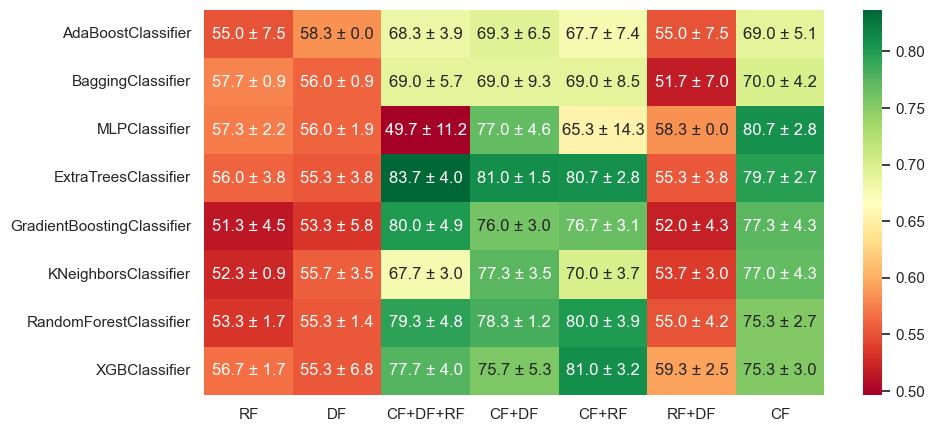 AdaBoostClassifier 55.0 ± 7.5 58.3 ± 0.0 68.3 ± 3.9 69.3 ± 6.5 67.7 ± 7.4 55.0 ± 7.5 69.0 ± 5.1
BaggingClassifier 57.7 ± 0.9 56.0 ± 0.9 69.0 ± 5.7 69.0 ± 9.3 69.0 ± 8.5 51.7 ± 7.0 70.0 ± 4.2
MLPClassifier 57.3 ± 2.2 56.0 ± 1.9 49.7 ± 11.2 77.0 ± 4.6 65.3 ± 14.3 58.3 ± 0.0 80.7 ± 2.8
ExtraTreesClassifier 56.0 ± 3.8 55.3 ± 3.8 83.7 ± 4.0 81.0 ± 1.5 80.7 ± 2.8 55.3 ± 3.8 79.7 ± 2.7
GradientBoostingClassifier 51.3 ± 4.5 53.3 ± 5.8 80.0 ± 4.9 76.0 ± 3.0 76.7 ± 3.1 52.0 ± 4.3 77.3 ± 4.3
KNeighborsClassifier 52.3 ± 0.9 55.7 ± 3.5 67.7 ± 3.0 77.3 ± 3.5 70.0 ± 3.7 53.7 ± 3.0 77.0 ± 4.3
RandomForestClassifier 53.3 ± 1.7 55.3 ± 1.4 79.3 ± 4.8 78.3 ± 1.2 80.0 ± 3.9 55.0 ± 4.2 75.3 ± 2.7
XGBClassifier 56.7 ± 1.7 55.3 ± 6.8 77.7 ± 4.0 75.7 ± 5.3 81.0 ± 3.2 59.3 ± 2.5 75.3 ± 3.0
RF DF CF+DF+RF CF+DF CF+RF RF+DF CF
0.80
0.75
0.70
0.65
0.60
0.55
0.50